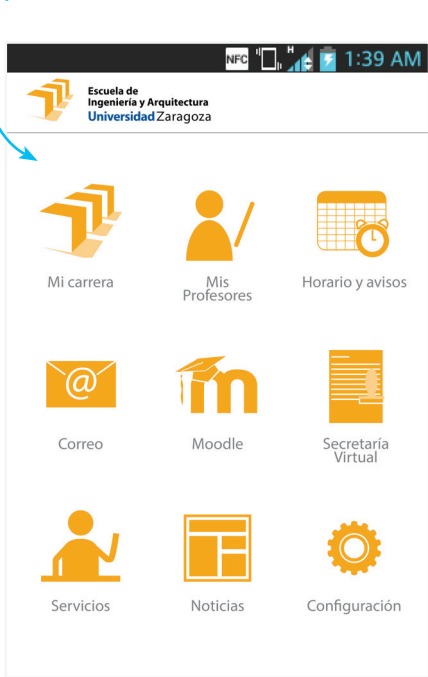 NFC H 1:39 AM
Escuela de
Ingeniería y Arquitectura
Universidad Zaragoza
Mi carrera
Mis
Profesores
Horario y avisos
@
Correo
m
Moodle
Secretaría
Virtual
Servicios
Noticias
Configuración